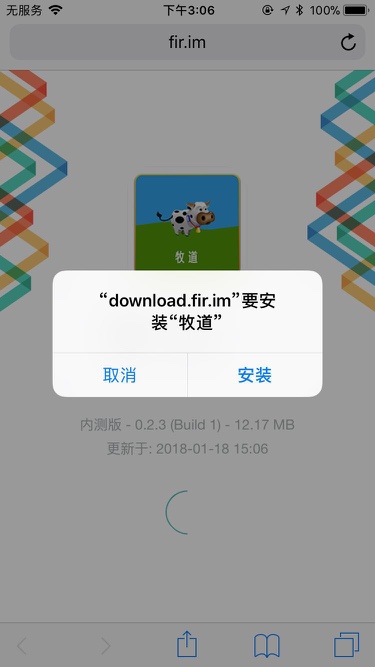 无服务 下午3:06 100%
fir.im
牧道
“download.fir.im”要安
装“牧道”
取消 安装
内测版 - 0.2.3 (Build 1) - 12.17 MB
更新于: 2018-01-18 15:06